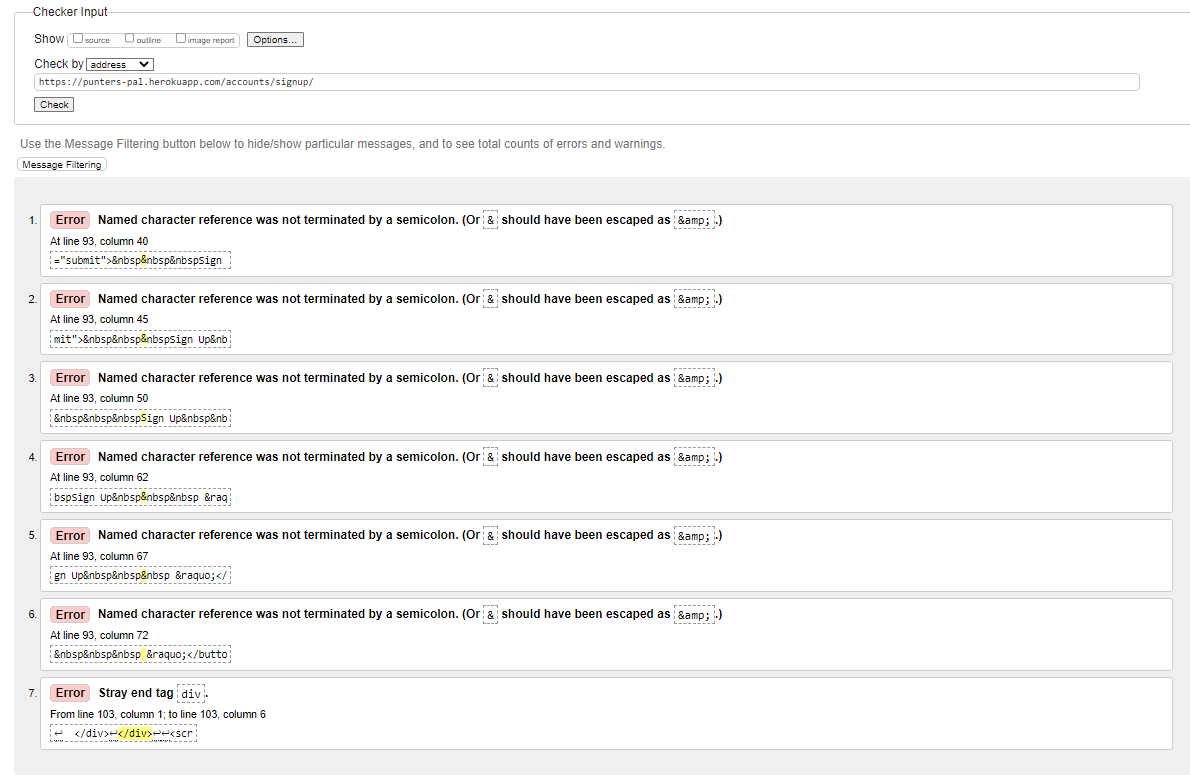 Checker Input
Show source outline image report Options...
Check by address
https://punters-pal.herokuapp.com/accounts/signup/
Check
Use the Message Filtering button below to hide/show particular messages, and to see total counts of errors and warnings.
Message Filtering
1. Error Named character reference was not terminated by a semicolon. (Or & should have been escaped as &amp;.)
At line 93, column 40
="submit">&nbsp&nbsp&nbspSign
2. Error Named character reference was not terminated by a semicolon. (Or & should have been escaped as &amp;.)
At line 93, column 45
mit">&nbsp&nbsp&nbspSign Up&nb
3. Error Named character reference was not terminated by a semicolon. (Or & should have been escaped as &amp;.)
At line 93, column 50
&nbsp&nbsp&nbspSign Up&nbsp&nb
4. Error Named character reference was not terminated by a semicolon. (Or & should have been escaped as &amp;.)
At line 93, column 62
bspSign Up&nbsp&nbsp&nbsp &raq
5. Error Named character reference was not terminated by a semicolon. (Or & should have been escaped as &amp;.)
At line 93, column 67
gn Up&nbsp&nbsp&nbsp &raquo;</
6. Error Named character reference was not terminated by a semicolon. (Or & should have been escaped as &amp;.)
At line 93, column 72
&nbsp&nbsp&nbsp &raquo;</butto
7. Error Stray end tag div.
From line 103, column 1; to line 103, column 6
↩  </div>↩</div>↩↩<scr